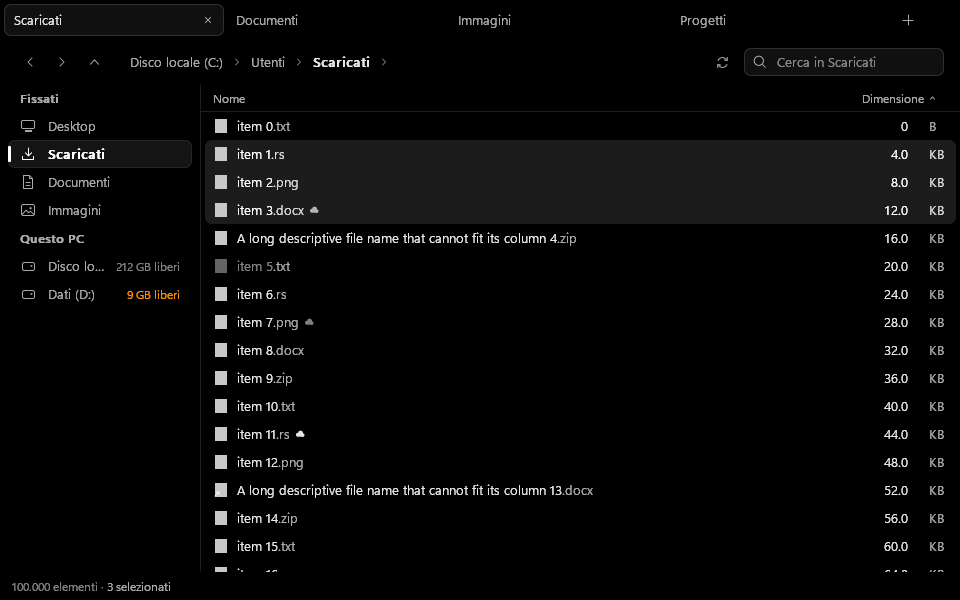 Scaricati Documenti Immagini Progetti
Disco locale (C:) Utenti Scaricati Cerca in Scaricati
Fissati
Desktop
Scaricati
Documenti
Immagini
Questo PC
Disco lo... 212 GB liberi
Dati (D:) 9 GB liberi
Nome Dimensione
item 0.txt 0 B
item 1.rs 4.0 KB
item 2.png 8.0 KB
item 3.docx 12.0 KB
A long descriptive file name that cannot fit its column 4.zip 16.0 KB
item 5.txt 20.0 KB
item 6.rs 24.0 KB
item 7.png 28.0 KB
item 8.docx 32.0 KB
item 9.zip 36.0 KB
item 10.txt 40.0 KB
item 11.rs 44.0 KB
item 12.png 48.0 KB
A long descriptive file name that cannot fit its column 13.docx 52.0 KB
item 14.zip 56.0 KB
item 15.txt 60.0 KB
100.000 elementi · 3 selezionati